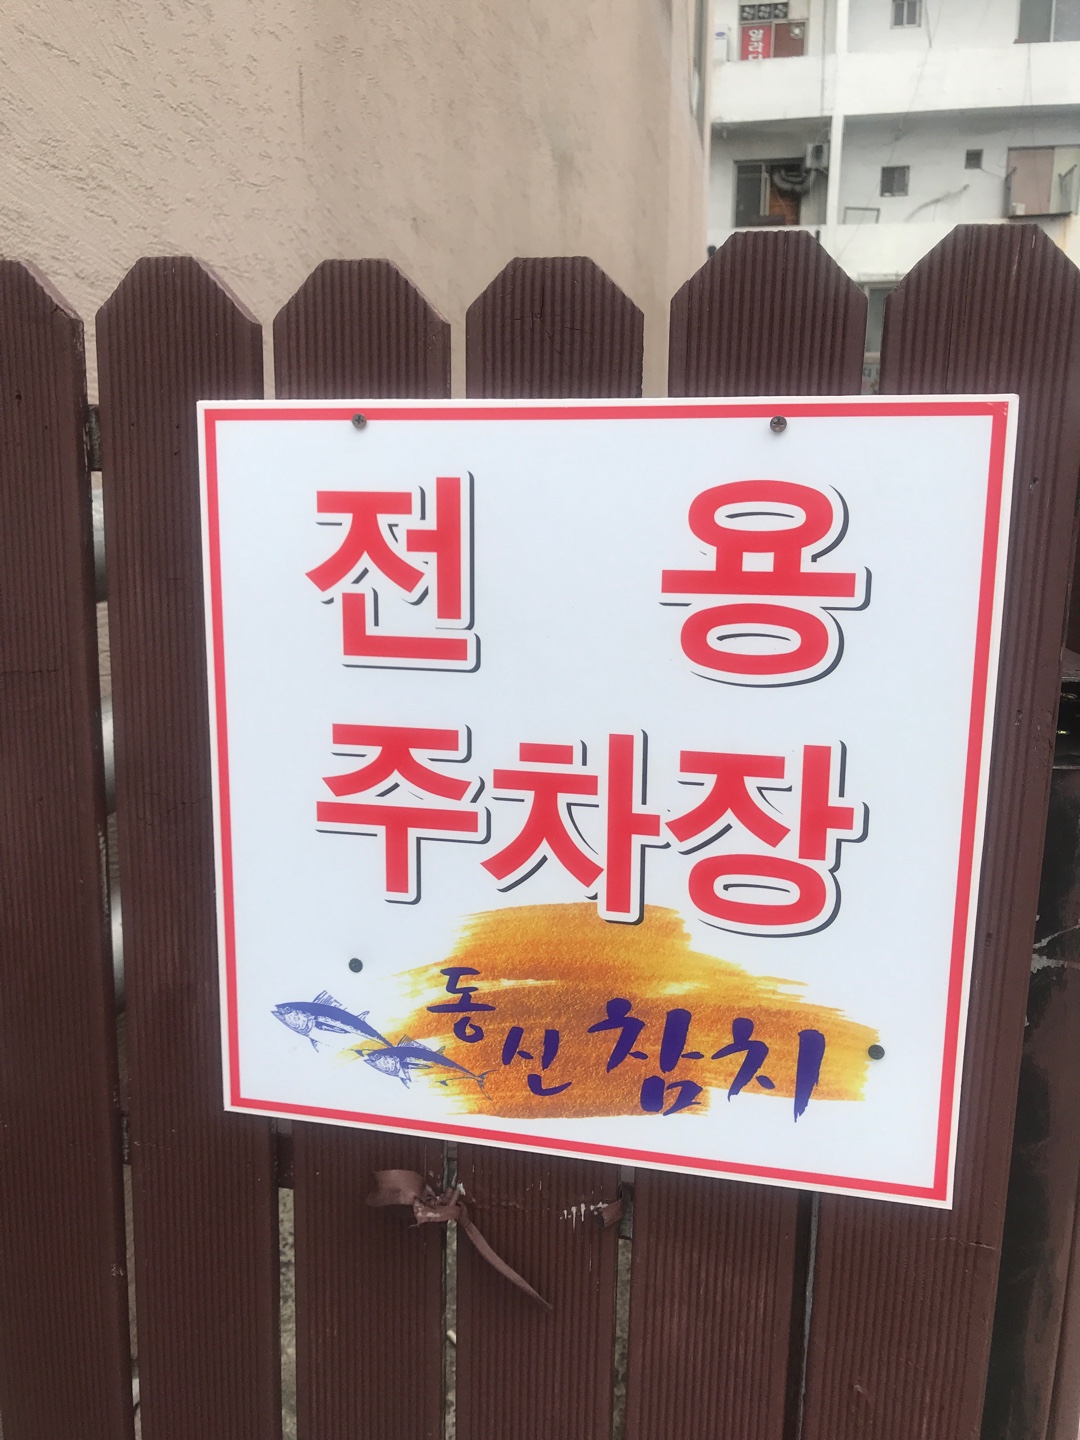 전 용
주차장
동신참치